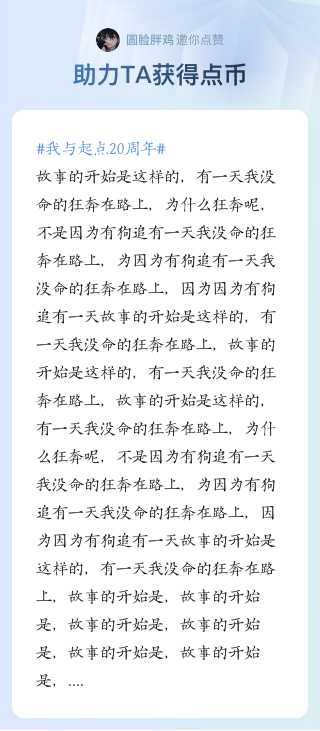 圆脸胖鸡 邀你点赞
助力TA获得点币
#我与起点20周年#
故事的开始是这样的，有一天我没
命的狂奔在路上，为什么狂奔呢，
不是因为有狗追有一天我没命的狂
奔在路上，为因为有狗追有一天我
没命的狂奔在路上，因为因为有狗
追有一天故事的开始是这样的，有
一天我没命的狂奔在路上，故事的
开始是这样的，有一天我没命的狂
奔在路上，故事的开始是这样的，
有一天我没命的狂奔在路上，为什
么狂奔呢，不是因为有狗追有一天
我没命的狂奔在路上，为因为有狗
追有一天我没命的狂奔在路上，因
为因为有狗追有一天故事的开始是
这样的，有一天我没命的狂奔在路
上，故事的开始是，故事的开始
是，故事的开始是，故事的开始
是，故事的开始是，故事的开始
是，....